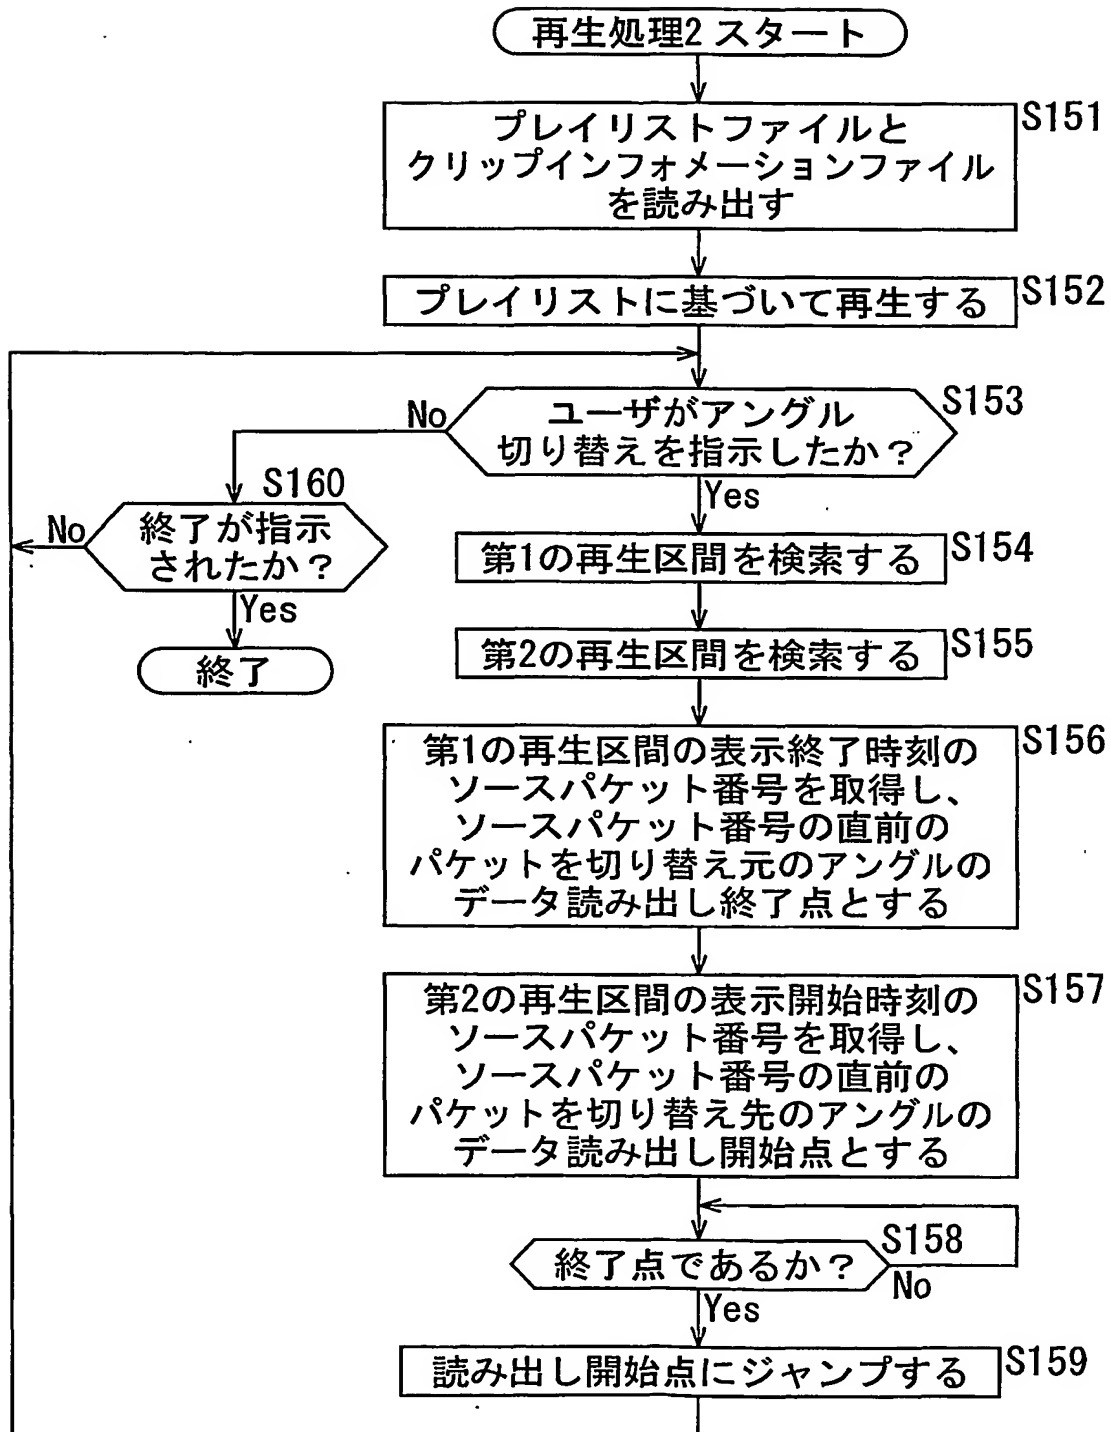 再生処理2 スタート
S151
プレイリストファイルと
クリップインフォメーションファイル
を読み出す
S152
プレイリストに基づいて再生する
S153
ユーザがアングル
切り替えを指示したか？
No
Yes
S160
終了が指示
されたか？
No
Yes
終了
S154
第1の再生区間を検索する
S155
第2の再生区間を検索する
S156
第1の再生区間の表示終了時刻の
ソースパケット番号を取得し、
ソースパケット番号の直前の
パケットを切り替え元のアングルの
データ読み出し終了点とする
S157
第2の再生区間の表示開始時刻の
ソースパケット番号を取得し、
ソースパケット番号の直前の
パケットを切り替え先のアングルの
データ読み出し開始点とする
S158
終了点であるか？
No
Yes
S159
読み出し開始点にジャンプする